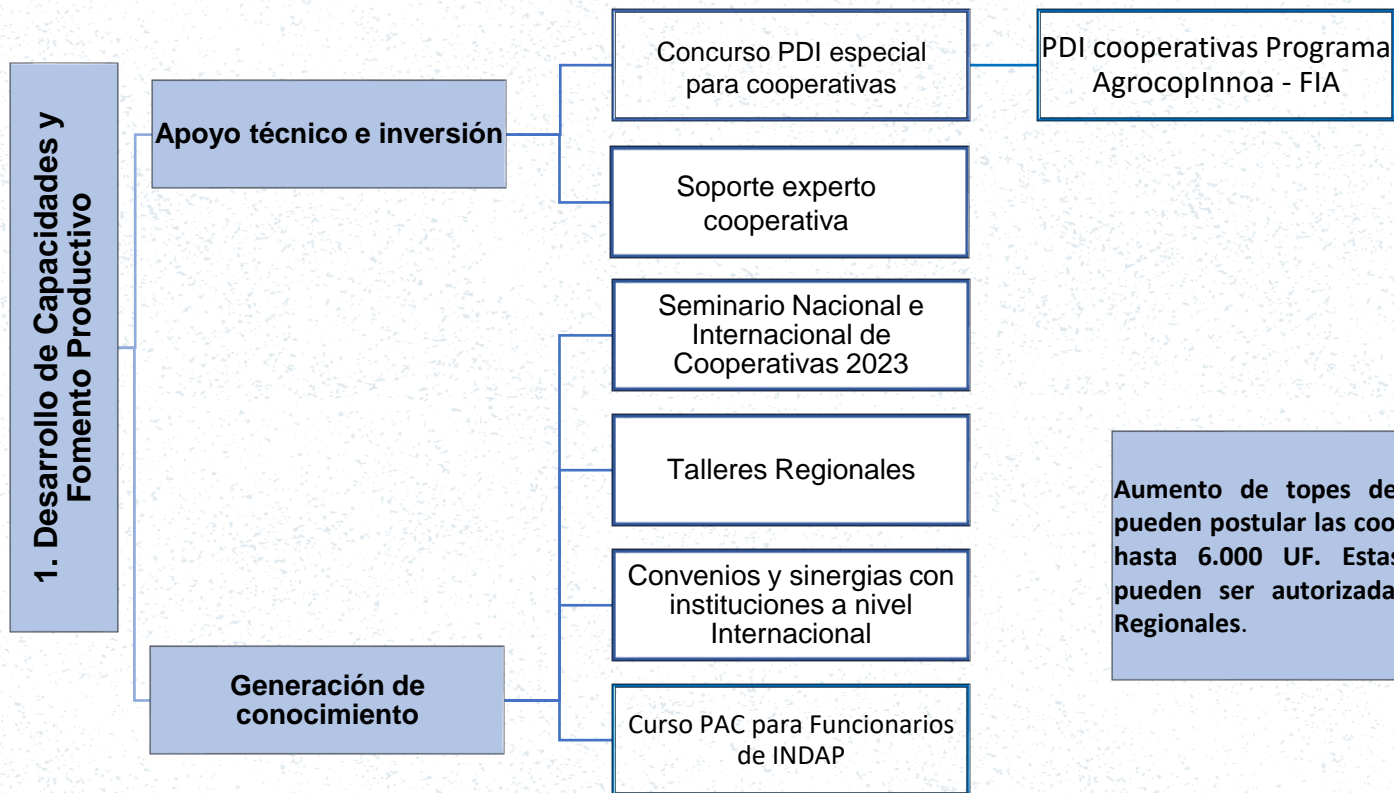 1. Desarrollo de Capacidades y
Fomento Productivo
Apoyo técnico e inversión
Concurso PDI especial
para cooperativas
PDI cooperativas Programa
AgrocopInnoa - FIA
Soporte experto
cooperativa
Seminario Nacional e
Internacional de
Cooperativas 2023
Talleres Regionales
Convenios y sinergias con
instituciones a nivel
Internacional
Generación de
conocimiento
Curso PAC para Funcionarios
de INDAP
Aumento de topes de
pueden postular las coo
hasta 6.000 UF. Estas
pueden ser autorizada
Regionales.